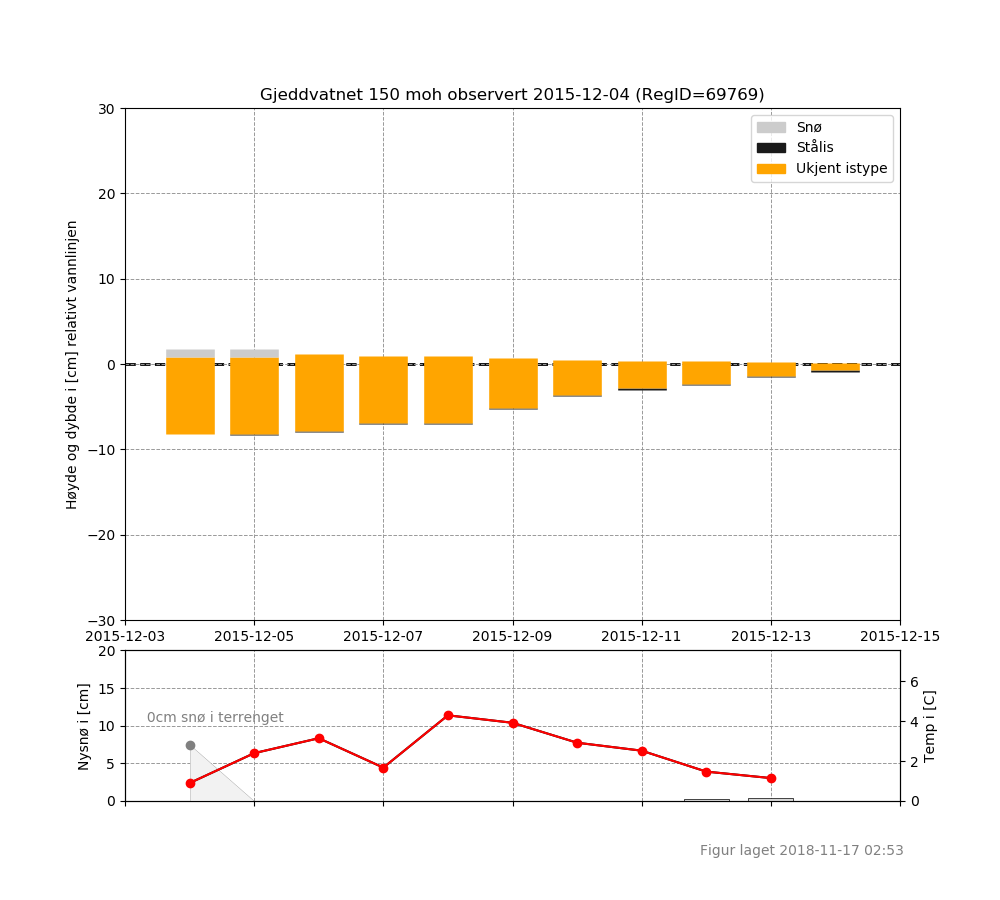 Gjeddvatnet 150 moh observert 2015-12-04 (RegID=69769)
Snø
Stålis
Ukjent istype
Høyde og dybde i [cm] relativt vannlinjen
30
20
10
0
−10
−20
−30
2015-12-03 2015-12-05 2015-12-07 2015-12-09 2015-12-11 2015-12-13 2015-12-15
Nysnø i [cm]
20
15
10
5
0
0cm snø i terrenget
6
4
2
0
Temp i [C]
Figur laget 2018-11-17 02:53